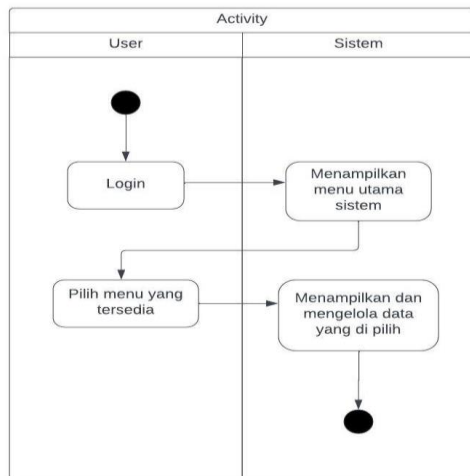 Activity
User
Sistem
Login
Menampilkan
menu utama
sistem
Pilih menu yang
tersedia
Menampilkan dan
mengelola data
yang di pilih